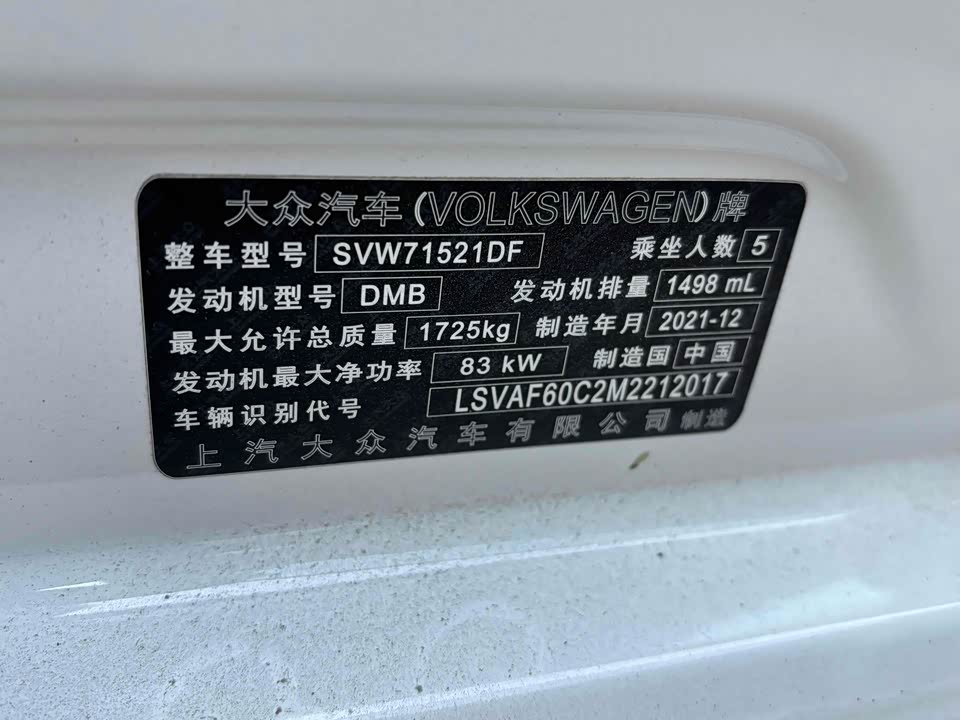 大众汽车(VOLKSWAGEN)牌
整车型号 SVW71521DF 乘坐人数 5
发动机型号 DMB 发动机排量 1498 mL
最大允许总质量 1725kg 制造年月 2021-12
发动机最大净功率 83 kW 制造国 中国
车辆识别代号 LSVAF60C2M2212017
上汽大众汽车有限公司 制造